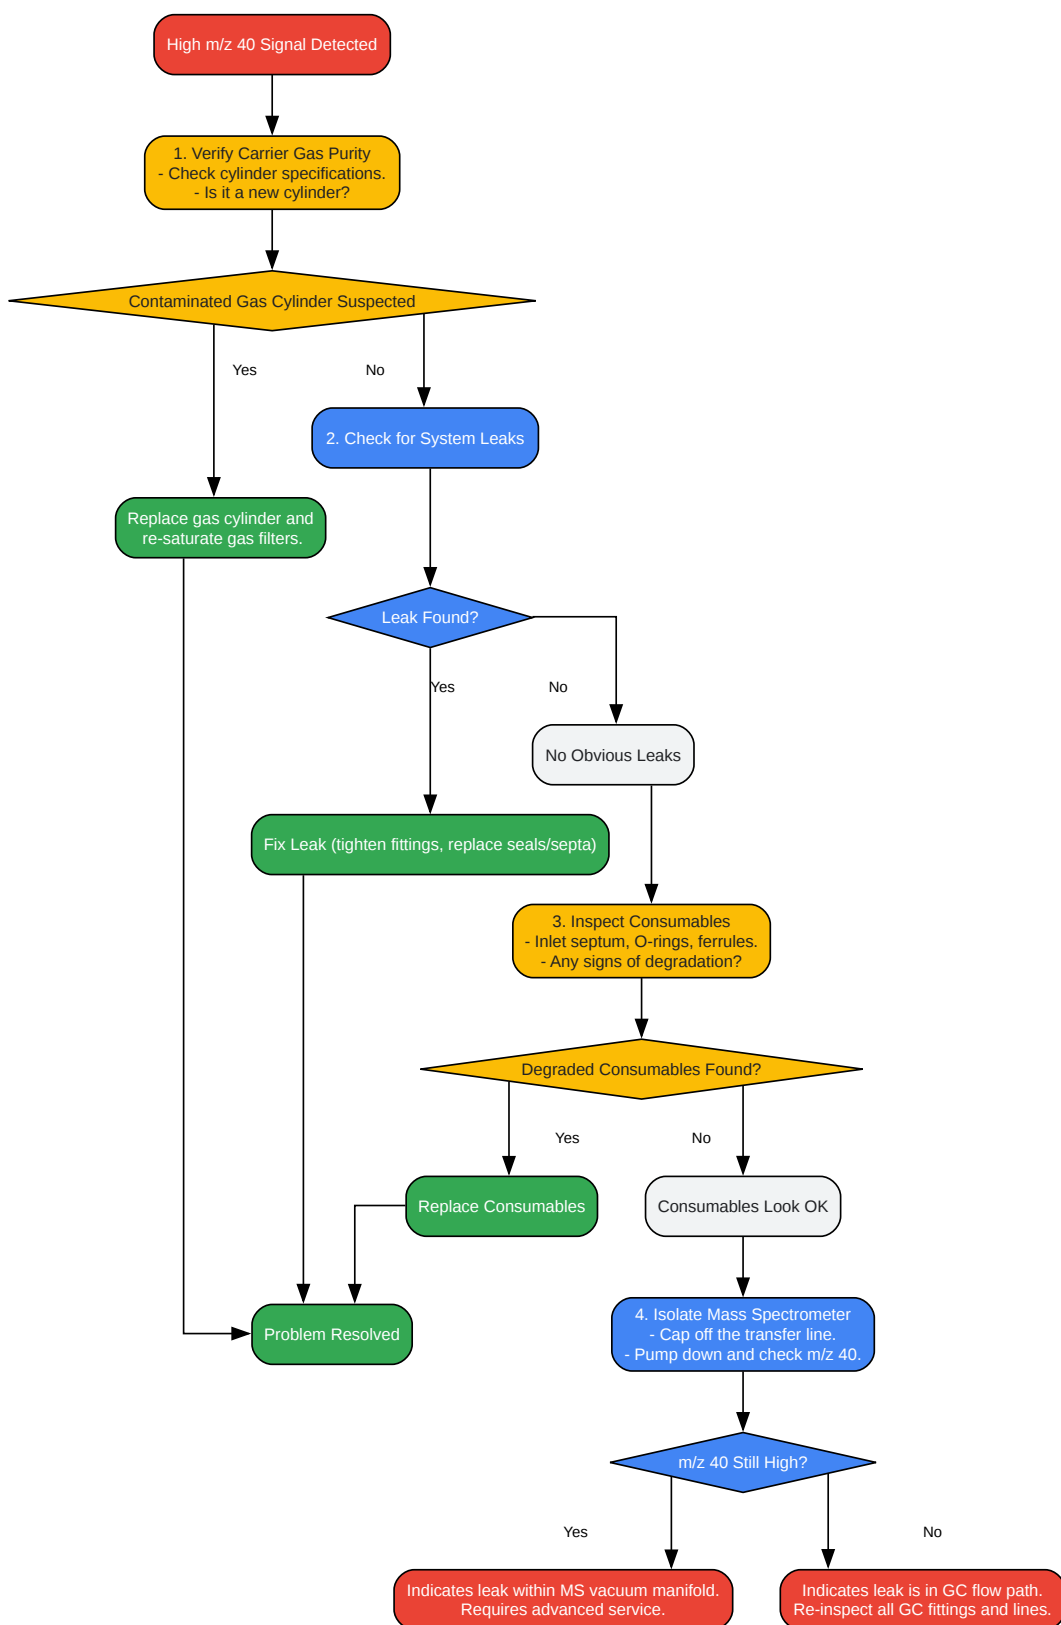 High m/z 40 Signal Detected
1. Verify Carrier Gas Purity
- Check cylinder specifications.
- Is it a new cylinder?
Contaminated Gas Cylinder Suspected
Yes
No
2. Check for System Leaks
Replace gas cylinder and
re-saturate gas filters.
Leak Found?
Yes
No
No Obvious Leaks
Fix Leak (tighten fittings, replace seals/septa)
3. Inspect Consumables
- Inlet septum, O-rings, ferrules.
- Any signs of degradation?
Degraded Consumables Found?
Yes
No
Replace Consumables
Consumables Look OK
Problem Resolved
4. Isolate Mass Spectrometer
- Cap off the transfer line.
- Pump down and check m/z 40.
m/z 40 Still High?
Yes
No
Indicates leak within MS vacuum manifold.
Requires advanced service.
Indicates leak is in GC flow path.
Re-inspect all GC fittings and lines.